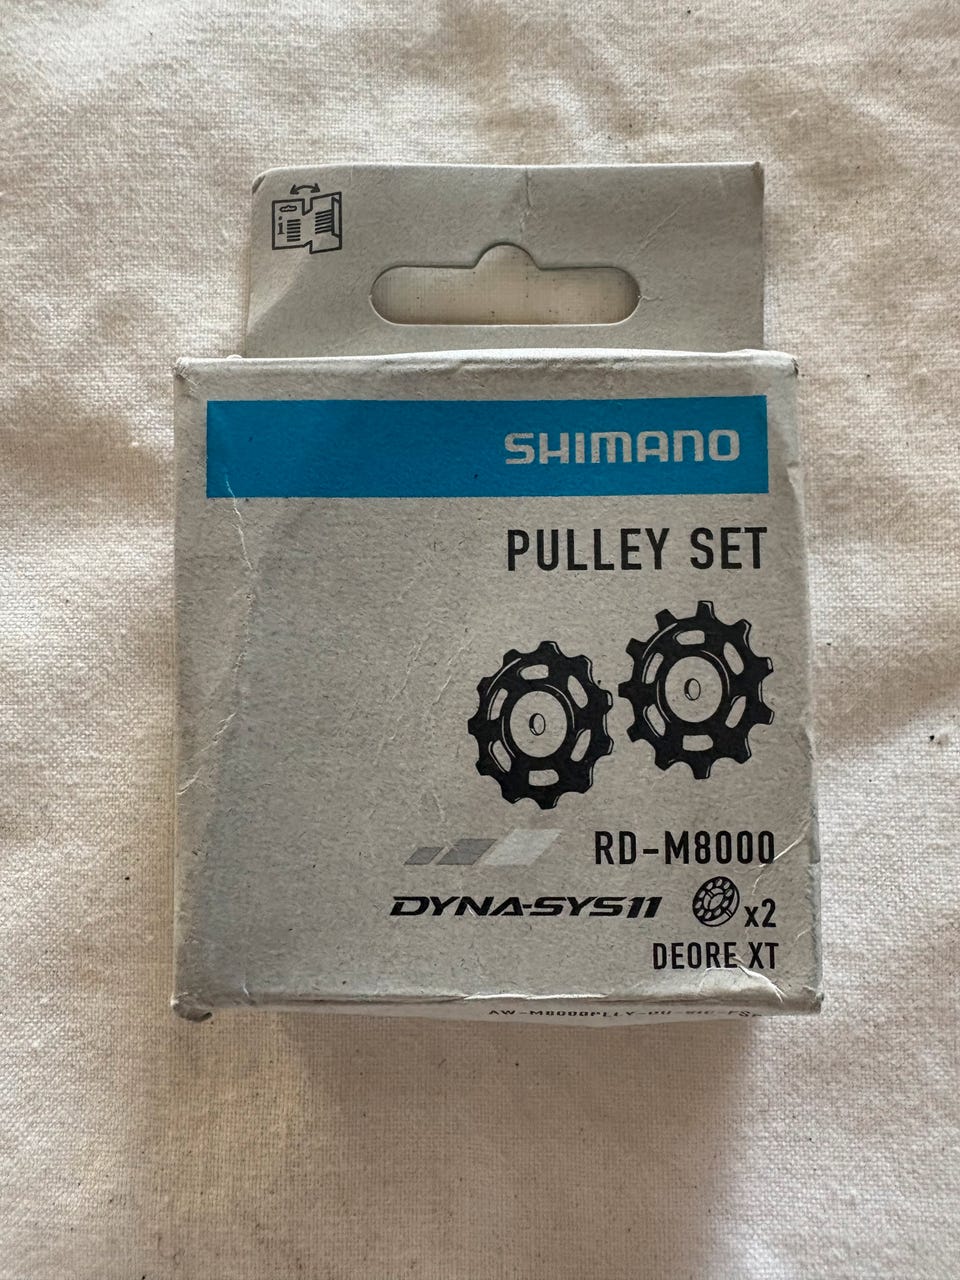 i
SHIMANO
PULLEY SET
RD-M8000
DYNA-SYS11
x2
DEORE XT